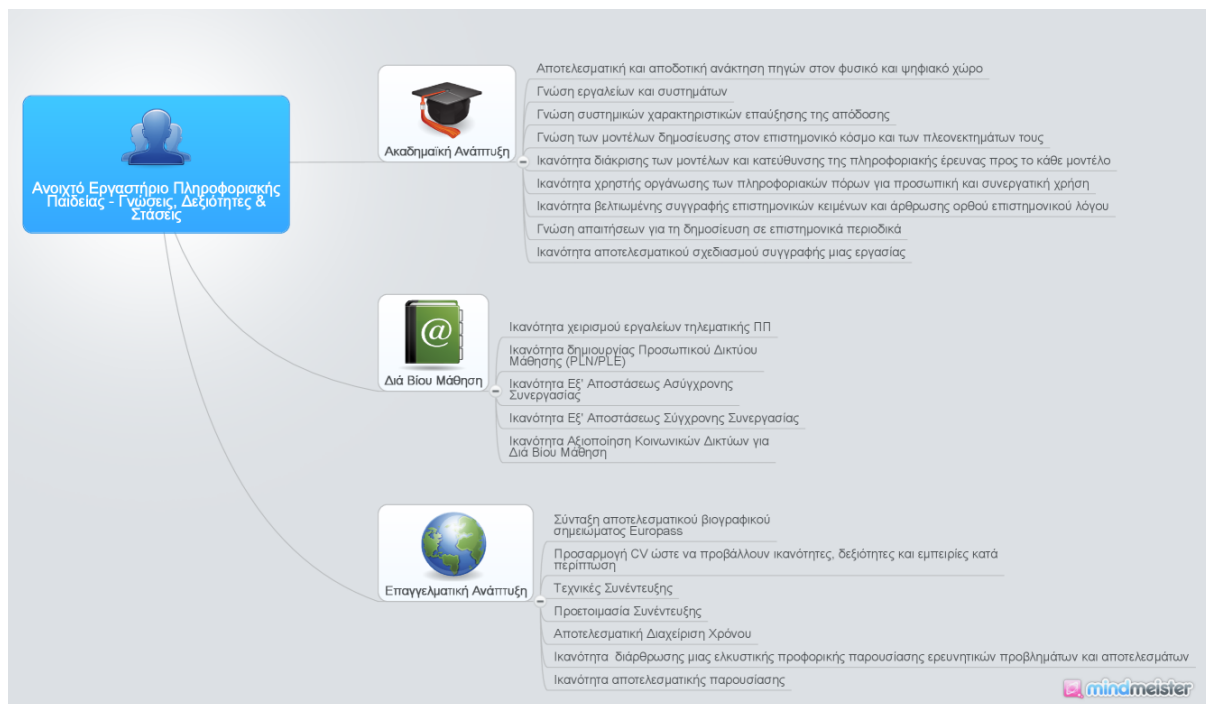 Ανοιχτό Εργαστήριο Πληροφοριακής
Παιδείας - Γνώσεις, Δεξιότητες &
Στάσεις
Ακαδημαϊκή Ανάπτυξη
Αποτελεσματική και αποδοτική ανάκτηση πηγών στον φυσικό και ψηφιακό χώρο
Γνώση εργαλείων και συστημάτων
Γνώση συστημικών χαρακτηριστικών επαύξησης της απόδοσης
Γνώση των μοντέλων δημοσίευσης στον επιστημονικό κόσμο και των πλεονεκτημάτων τους
Ικανότητα διάκρισης των μοντέλων και κατεύθυνσης της πληροφοριακής έρευνας προς το κάθε μοντέλο
Ικανότητα χρηστής οργάνωσης των πληροφοριακών πόρων για προσωπική και συνεργατική χρήση
Ικανότητα βελτιωμένης συγγραφής επιστημονικών κειμένων και άρθρωσης ορθού επιστημονικού λόγου
Γνώση απαιτήσεων για τη δημοσίευση σε επιστημονικά περιοδικά
Ικανότητα αποτελεσματικού σχεδιασμού συγγραφής μιας εργασίας
Διά Βίου Μάθηση
Ικανότητα χειρισμού εργαλείων τηλεματικής ΠΠ
Ικανότητα δημιουργίας Προσωπικού Δικτύου
Μάθησης (PLN/PLE)
Ικανότητα Εξ' Αποστάσεως Ασύγχρονης
Συνεργασίας
Ικανότητα Εξ' Αποστάσεως Σύγχρονης Συνεργασίας
Ικανότητα Αξιοποίηση Κοινωνικών Δικτύων για
Διά Βίου Μάθηση
Επαγγελματική Ανάπτυξη
Σύνταξη αποτελεσματικού βιογραφικού
σημειώματος Europass
Προσαρμογή CV ώστε να προβάλλουν ικανότητες, δεξιότητες και εμπειρίες κατά
περίπτωση
Τεχνικές Συνέντευξης
Προετοιμασία Συνέντευξης
Αποτελεσματική Διαχείριση Χρόνου
Ικανότητα διάρθρωσης μιας ελκυστικής προφορικής παρουσίασης ερευνητικών προβλημάτων και αποτελεσμάτων
Ικανότητα αποτελεσματικής παρουσίασης
mindmeister